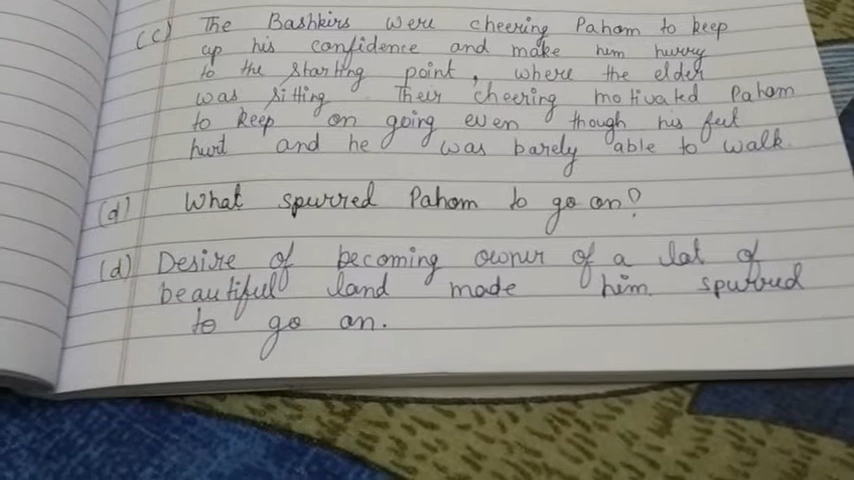 (c) The Bashkirs were cheering Pahom to keep
up his confidence and make him hurry
to the starting point, where the elder
was sitting. Their cheering motivated Pahom
to keep on going even though his feet
hurt and he was barely able to walk.
(d) What spurred Pahom to go on?
(d) Desire of becoming owner of a lot of
beautiful land made him spurred
to go on.